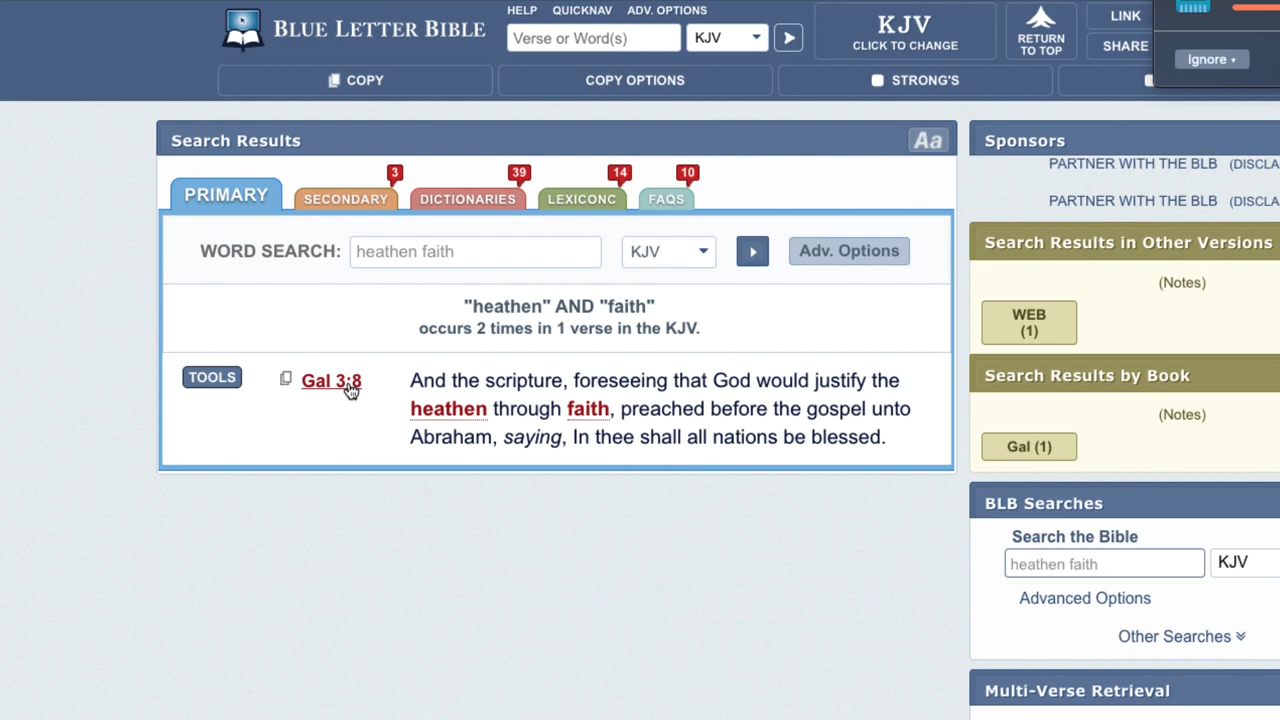 BLUE LETTER BIBLE
HELP QUICKNAV ADV. OPTIONS
Verse or Word(s) KJV
KJV
CLICK TO CHANGE
RETURN
TO TOP
LINK
SHARE
Ignore
COPY COPY OPTIONS STRONG'S
Search Results Aa
PRIMARY SECONDARY 3 DICTIONARIES 39 LEXICONC 14 FAQS 10
WORD SEARCH: heathen faith KJV Adv. Options
"heathen" AND "faith"
occurs 2 times in 1 verse in the KJV.
TOOLS Gal 3:8 And the scripture, foreseeing that God would justify the
heathen through faith, preached before the gospel unto
Abraham, saying, In thee shall all nations be blessed.
Sponsors
PARTNER WITH THE BLB (DISCLA
PARTNER WITH THE BLB (DISCLA
Search Results in Other Versions
(Notes)
WEB
(1)
Search Results by Book
(Notes)
Gal (1)
BLB Searches
Search the Bible
heathen faith KJV
Advanced Options
Other Searches
Multi-Verse Retrieval